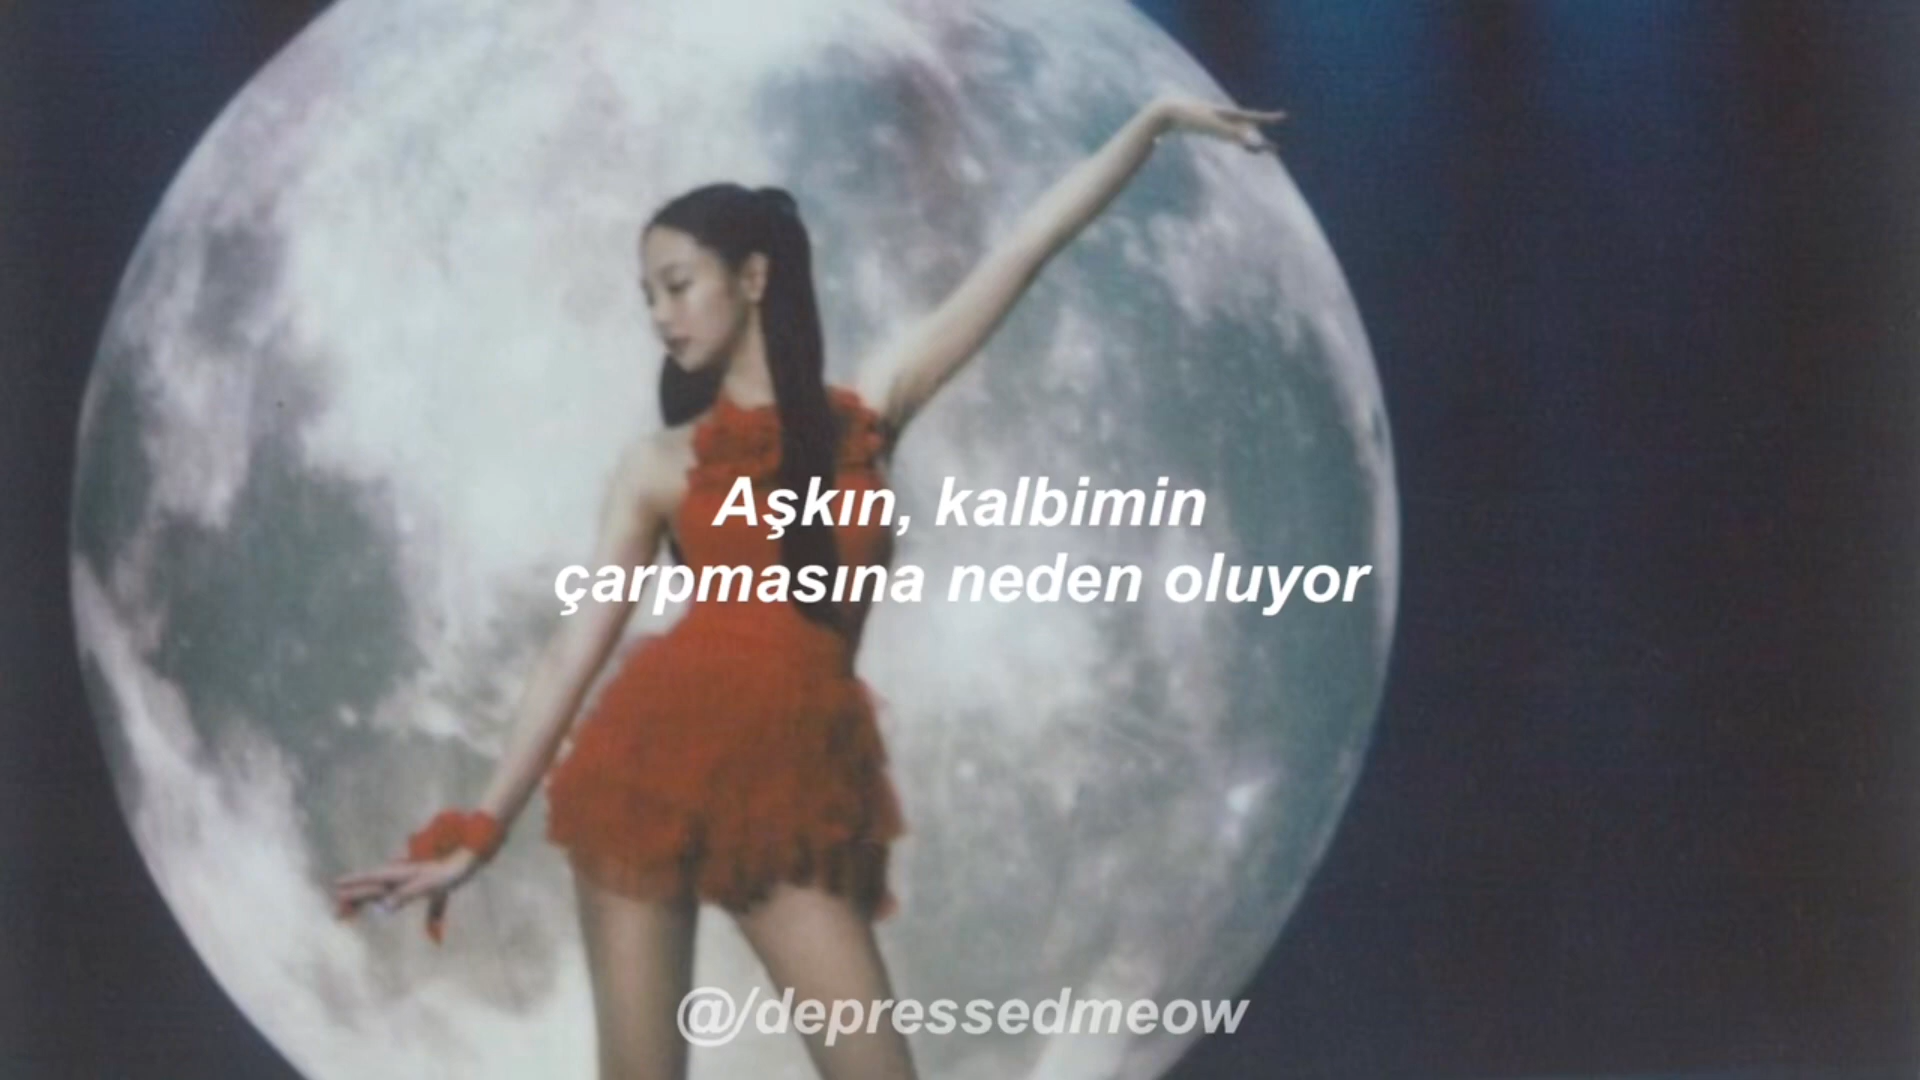 Aşkın, kalbimin
çarpmasına neden oluyor
@/depressedmeow